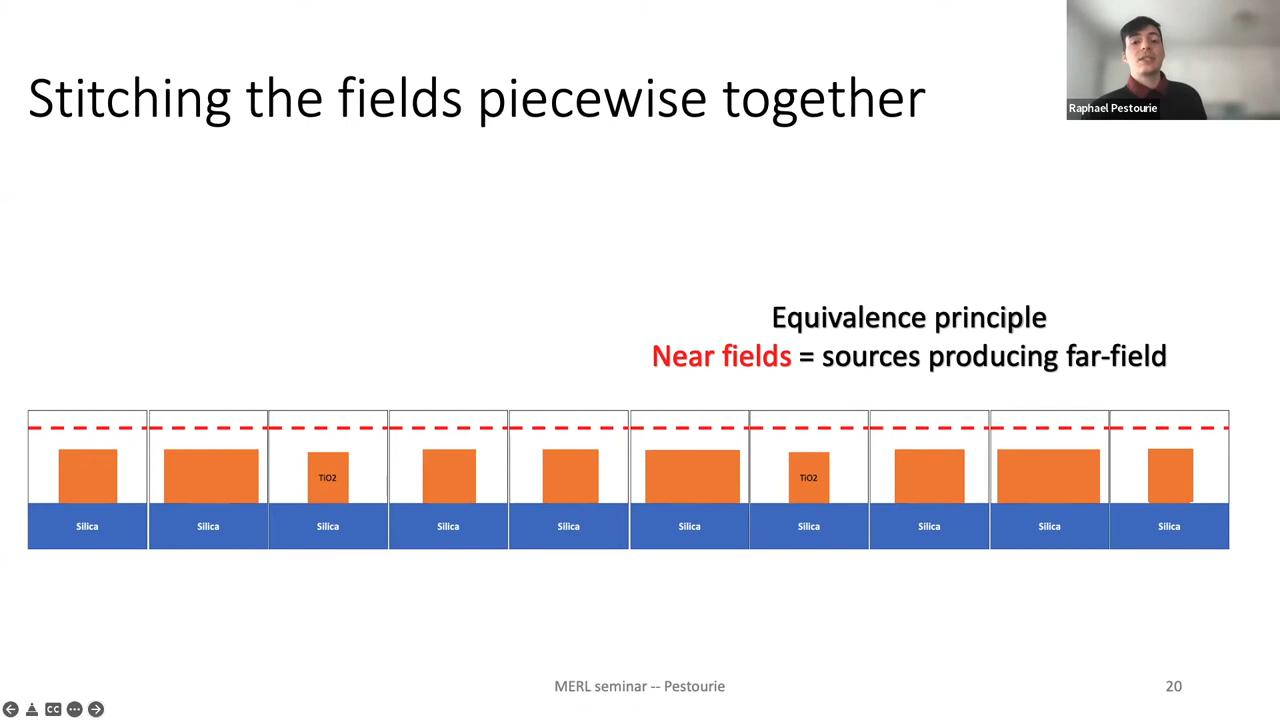 Stitching the fields piecewise together
Raphael Pestourie
Equivalence principle
Near fields = sources producing far-field
TiO2
TiO2
Silica
Silica
Silica
Silica
Silica
Silica
Silica
Silica
Silica
Silica
MERL seminar -- Pestourie
20
CC